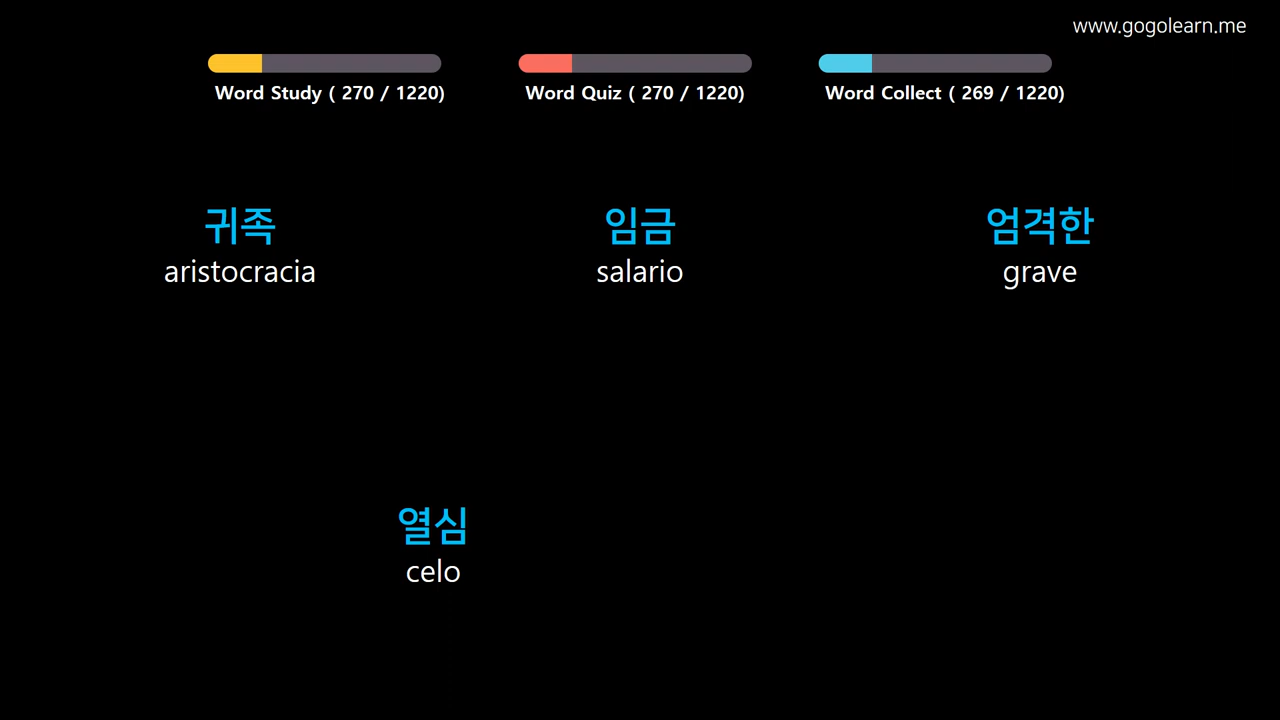 www.gogolearn.me
Word Study ( 270 / 1220)
Word Quiz ( 270 / 1220)
Word Collect ( 269 / 1220)
귀족
aristocracia
임금
salario
엄격한
grave
열심
celo